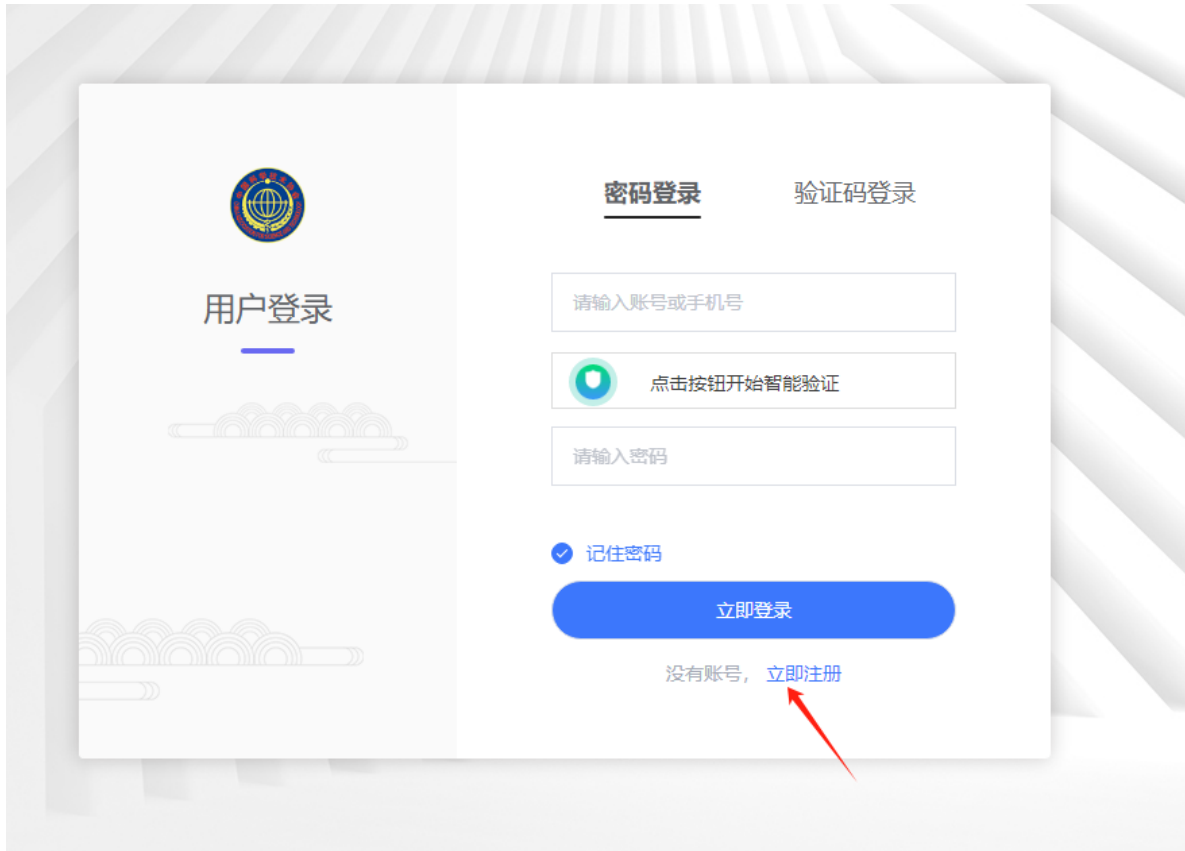 用户登录
密码登录 验证码登录
请输入账号或手机号
点击按钮开始智能验证
请输入密码
记住密码
立即登录
没有账号，立即注册